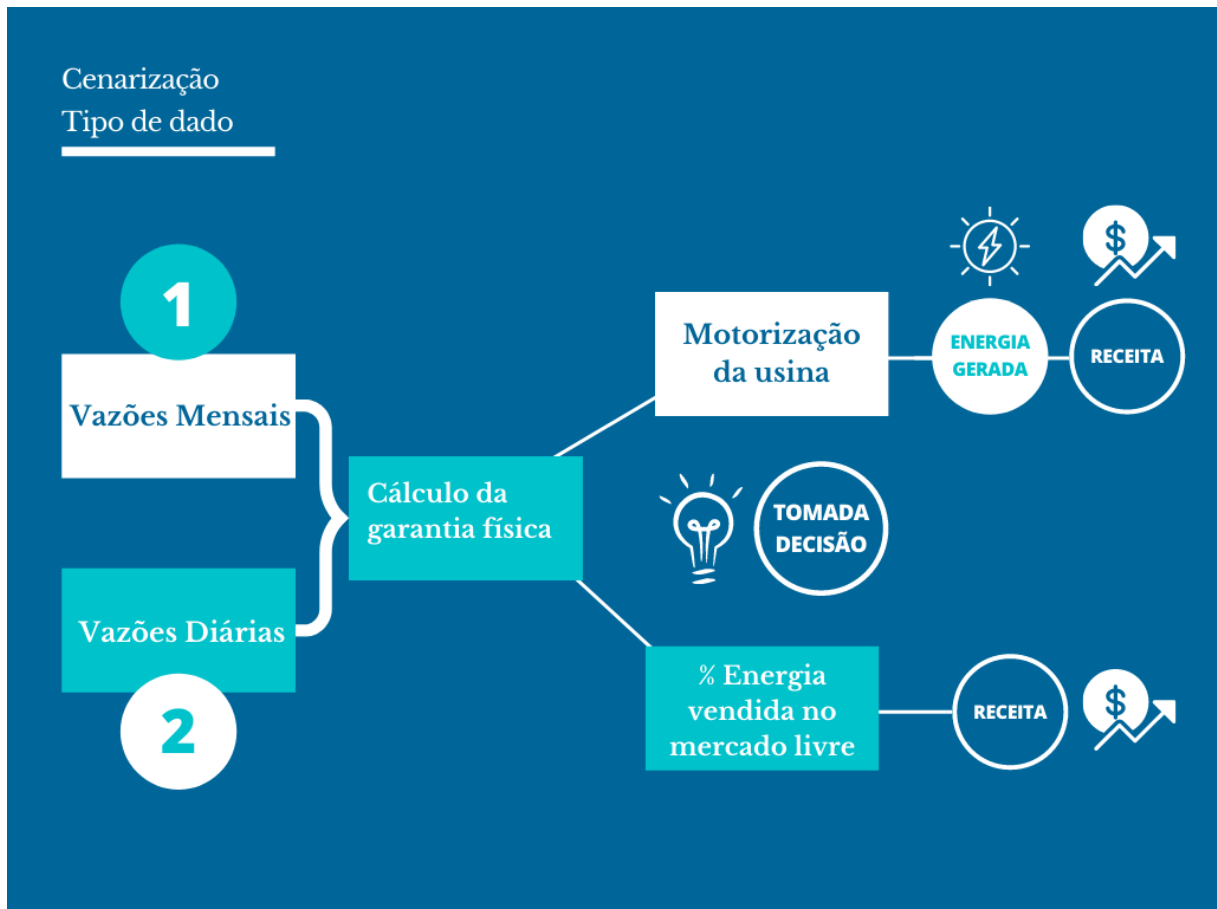 Cenarização
Tipo de dado
1
Vazões Mensais
Vazões Diárias
2
Cálculo da
garantia física
Motorização
da usina
ENERGIA
GERADA
$
RECEITA
TOMADA
DECISÃO
% Energia
vendida no
mercado livre
RECEITA
$